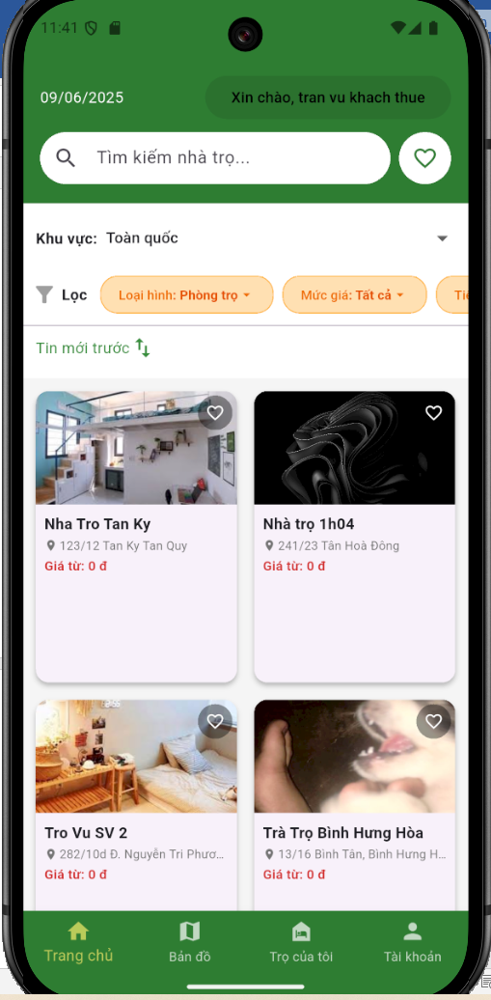 11:41
09/06/2025
Xin chào, tran vu khach thue
Tìm kiếm nhà trọ...
Khu vực: Toàn quốc
Lọc
Loại hình: Phòng trọ
Mức giá: Tất cả
Tiề
Tin mới trước
Nha Tro Tan Ky
123/12 Tan Ky Tan Quy
Giá từ: 0 đ
Nhà trọ 1h04
241/23 Tân Hoà Đông
Giá từ: 0 đ
Tro Vu SV 2
282/10d Đ. Nguyễn Tri Phươ...
Giá từ: 0 đ
Trà Trọ Bình Hưng Hòa
13/16 Bình Tân, Bình Hưng H...
Giá từ: 0 đ
Trang chủ
Bản đồ
Trọ của tôi
Tài khoản